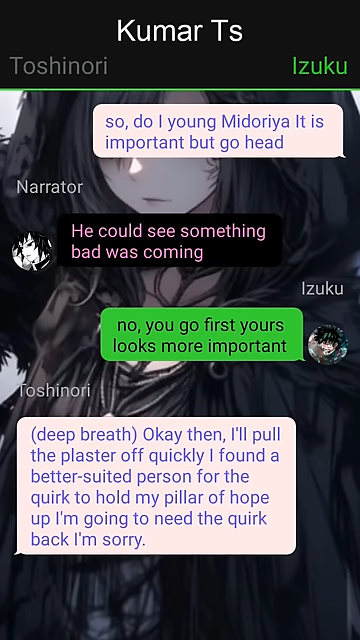 Kumar Ts
Toshinori
Izuku
so, do I young Midoriya It is
important but go head
Narrator
He could see something
bad was coming
Izuku
no, you go first yours
looks more important
Toshinori
(deep breath) Okay then, I'll pull
the plaster off quickly I found a
better-suited person for the
quirk to hold my pillar of hope
up I'm going to need the quirk
back I'm sorry.